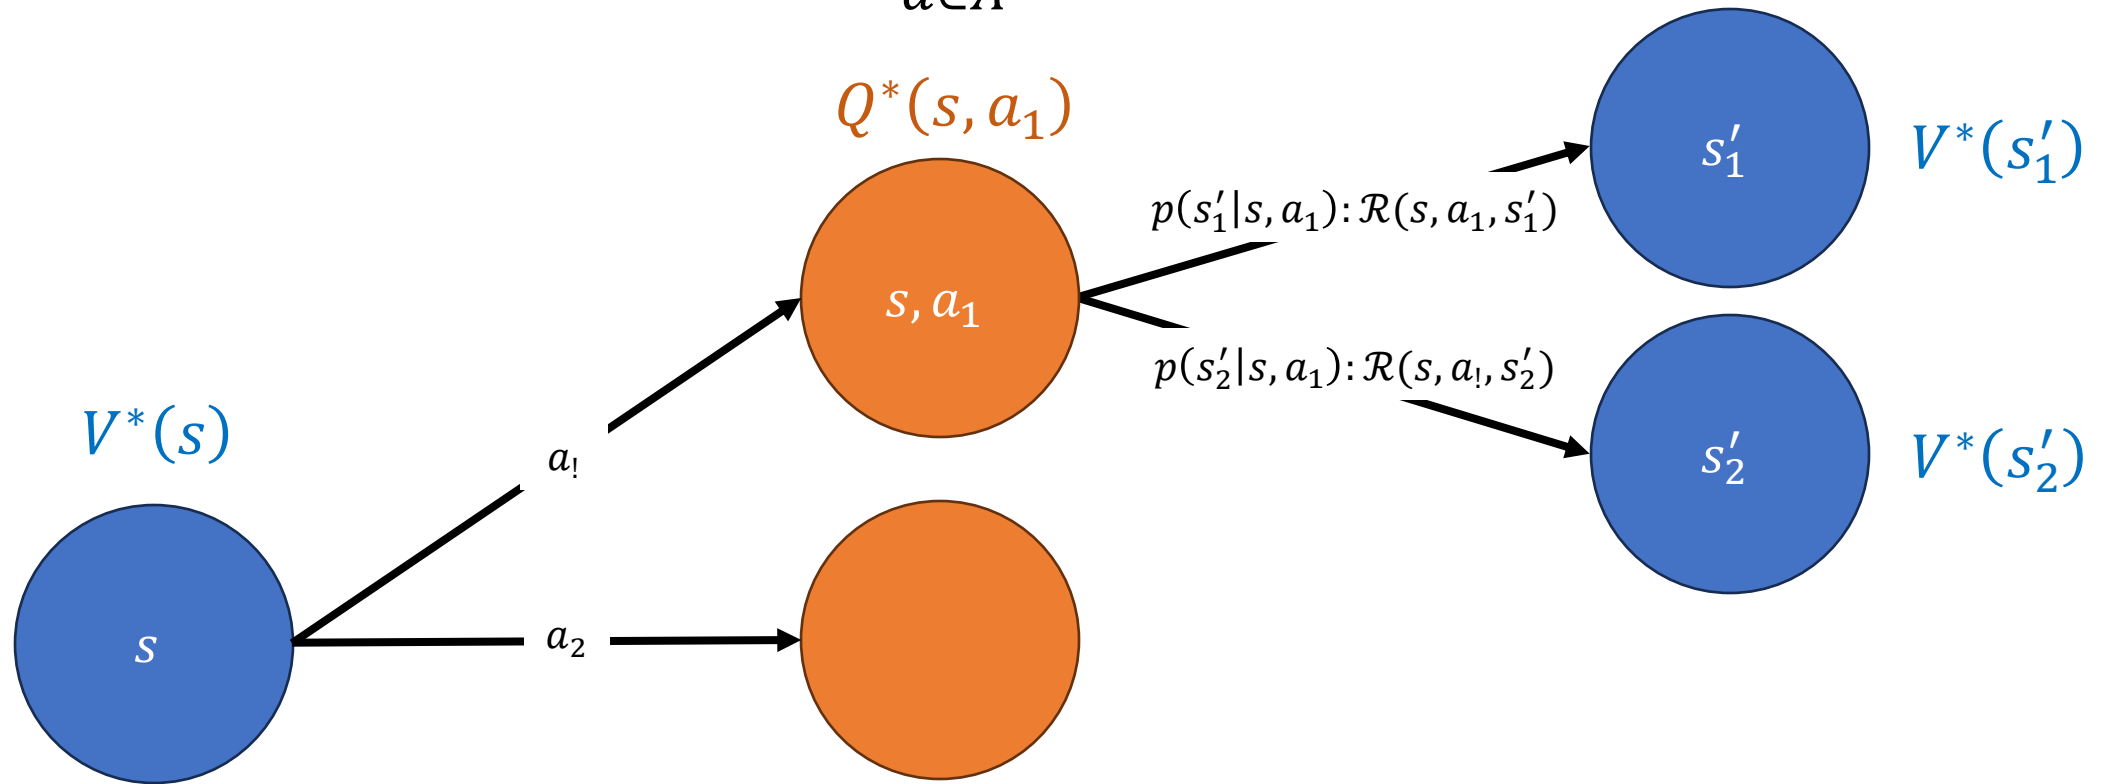 a∈A
Q*(s, a₁)
s₁′
V*(s₁′)
p(s₁′|s, a₁): ℛ(s, a₁, s₁′)
s, a₁
p(s₂′|s, a₁): ℛ(s, a!, s₂′)
V*(s)
a!
s₂′
V*(s₂′)
s
a₂